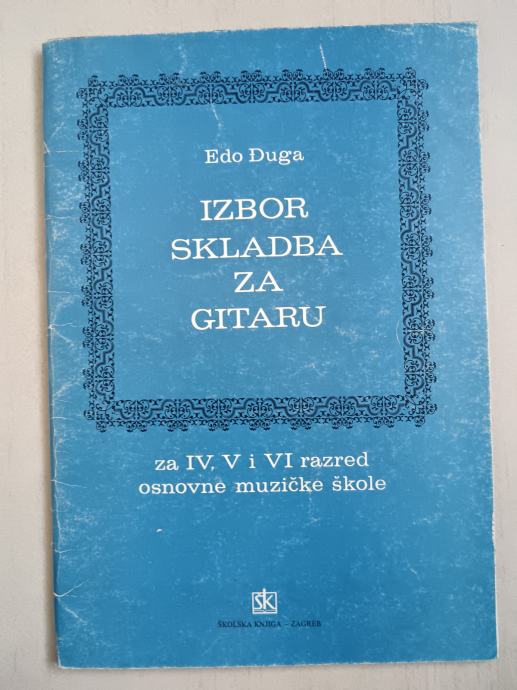 Edo Đuga
IZBOR
SKLADBA
ZA
GITARU
za IV, V i VI razred
osnovne muzičke škole
ŠK
ŠKOLSKA KNJIGA – ZAGREB